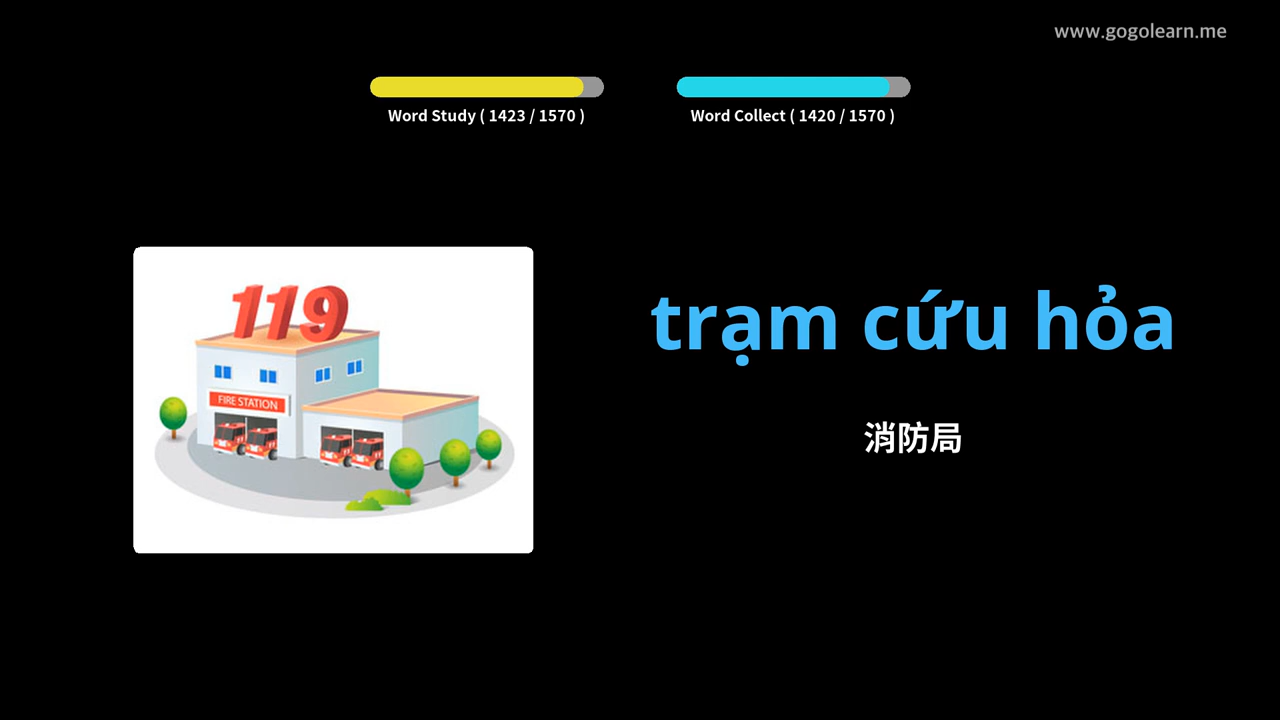 www.gogolearn.me
Word Study ( 1423 / 1570 )
Word Collect ( 1420 / 1570 )
119
FIRE STATION
trạm cứu hỏa
消防局